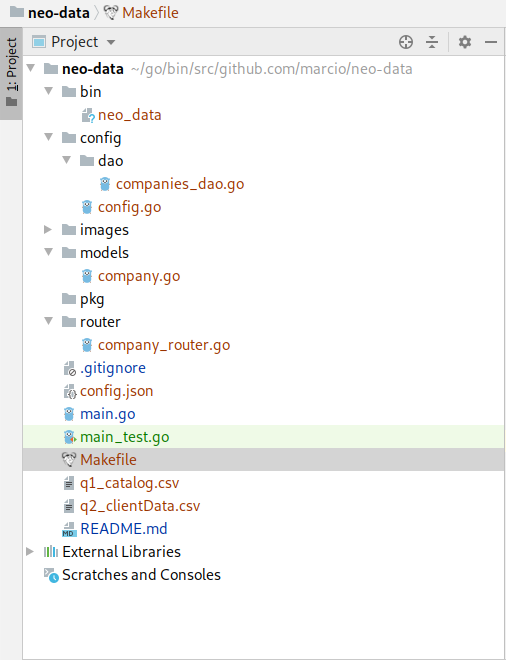 neo-data Makefile
Project
1: Project
neo-data ~/go/bin/src/github.com/marcio/neo-data
bin
neo_data
config
dao
companies_dao.go
config.go
images
models
company.go
pkg
router
company_router.go
.gitignore
config.json
main.go
main_test.go
Makefile
q1_catalog.csv
q2_clientData.csv
README.md
External Libraries
Scratches and Consoles